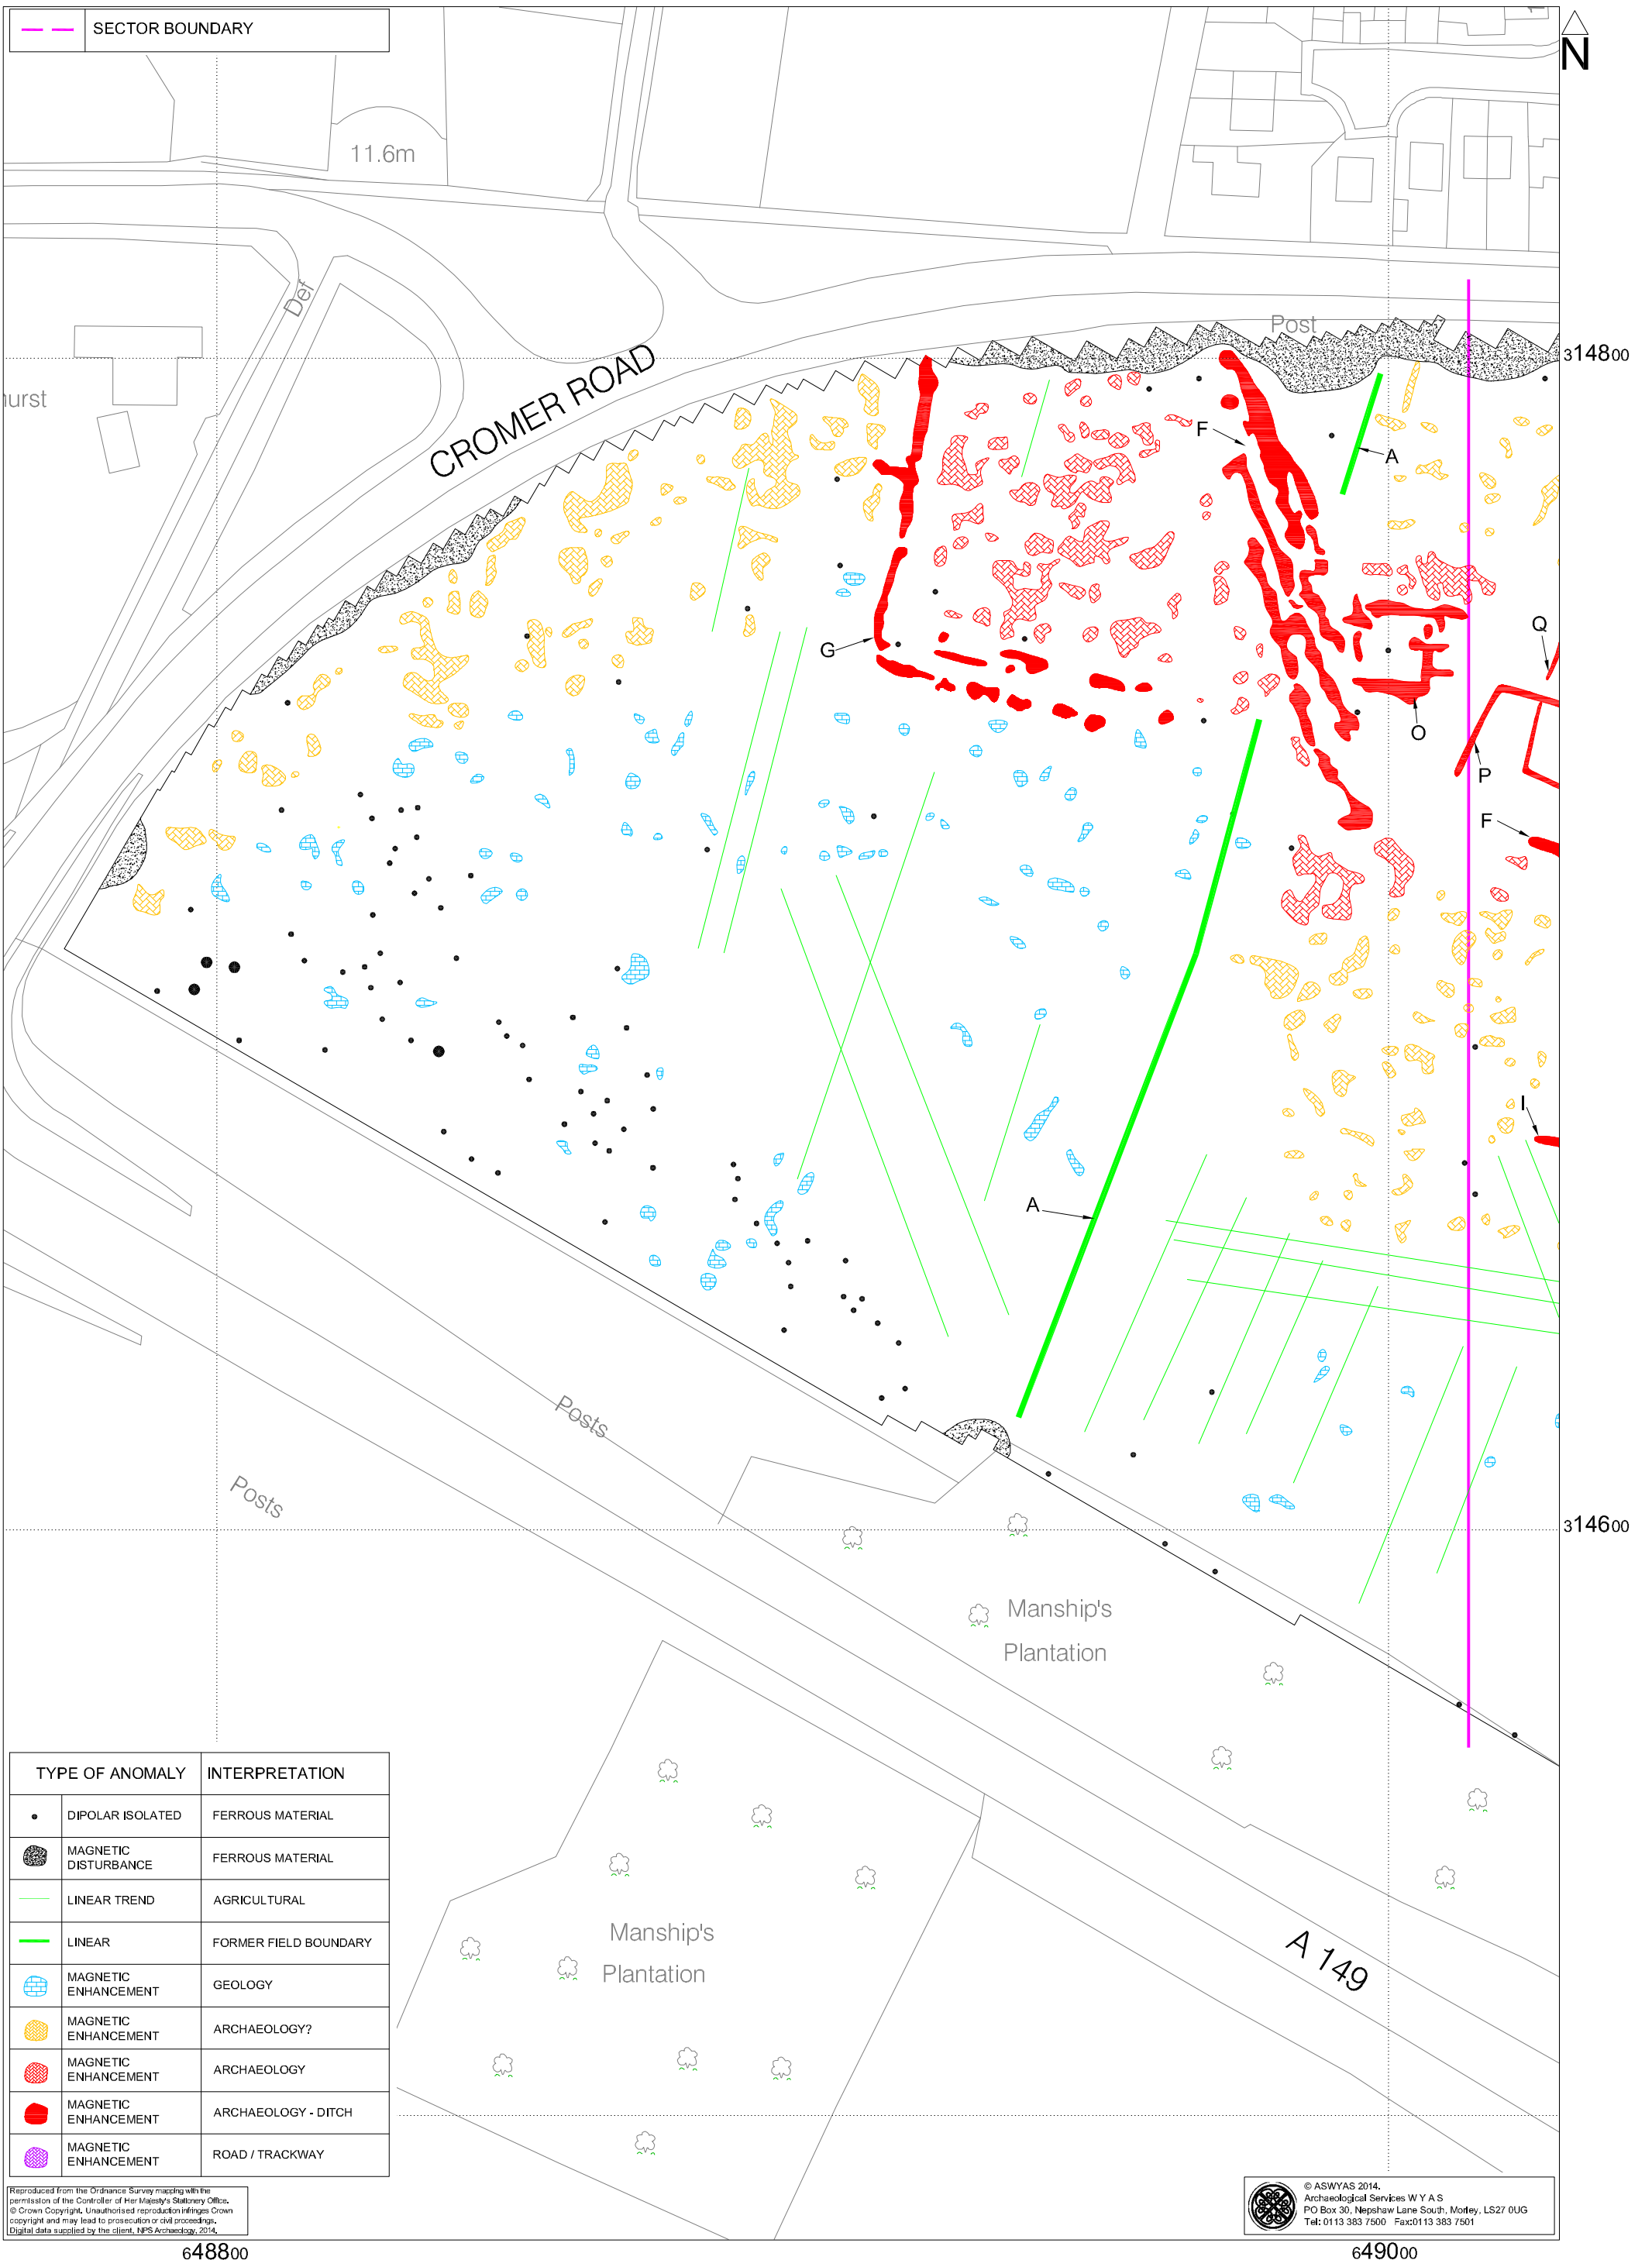 SECTOR BOUNDARY
N
11.6m
Def
Post
CROMER ROAD
314800
urst
F
A
G
Q
O
P
F
I
A
Posts
Posts
314600
Manship's
Plantation
TYPE OF ANOMALY INTERPRETATION
DIPOLAR ISOLATED FERROUS MATERIAL
MAGNETIC
DISTURBANCE FERROUS MATERIAL
LINEAR TREND AGRICULTURAL
LINEAR FORMER FIELD BOUNDARY
MAGNETIC
ENHANCEMENT GEOLOGY
MAGNETIC
ENHANCEMENT ARCHAEOLOGY?
MAGNETIC
ENHANCEMENT ARCHAEOLOGY
MAGNETIC
ENHANCEMENT ARCHAEOLOGY - DITCH
MAGNETIC
ENHANCEMENT ROAD / TRACKWAY
Manship's
Plantation
A 149
Reproduced from the Ordnance Survey mapping with the
permission of the Controller of Her Majesty's Stationery Office.
© Crown Copyright. Unauthorised reproduction infringes Crown
copyright and may lead to prosecution or civil proceedings.
Digital data supplied by the client, NPS Archaeology, 2014.
© ASWYAS 2014.
Archaeological Services W Y A S
PO Box 30, Nepshaw Lane South, Morley, LS27 0UG
Tel: 0113 383 7500 Fax:0113 383 7501
648800
649000